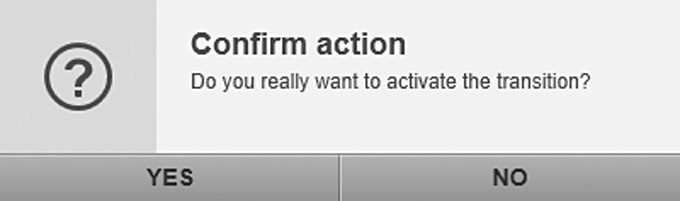 ?
Confirm action
Do you really want to activate the transition?
YES
NO